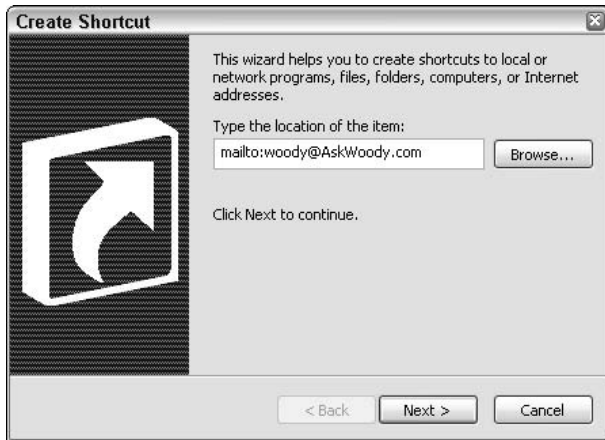 Create Shortcut
This wizard helps you to create shortcuts to local or
network programs, files, folders, computers, or Internet
addresses.
Type the location of the item:
mailto:woody@AskWoody.com
Browse...
Click Next to continue.
< Back
Next >
Cancel